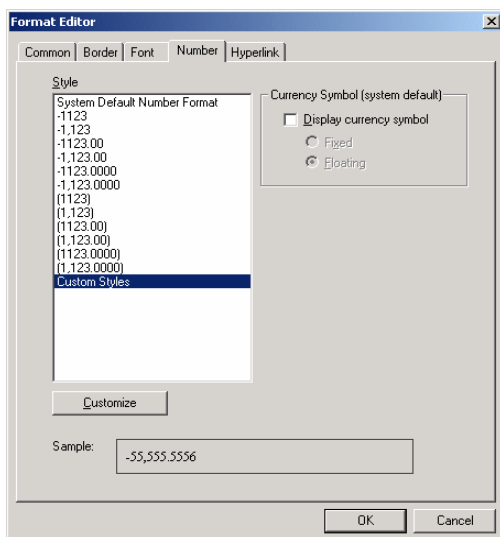 Format Editor
Common Border Font Number Hyperlink
Style
System Default Number Format
-1123
-1,123
-1123.00
-1,123.00
-1123.0000
-1,123.0000
(1123)
(1,123)
(1123.00)
(1,123.00)
(1123.0000)
(1,123.0000)
Custom Styles
Currency Symbol (system default)
Display currency symbol
Fixed
Floating
Customize
Sample:
-55,555.5556
OK Cancel